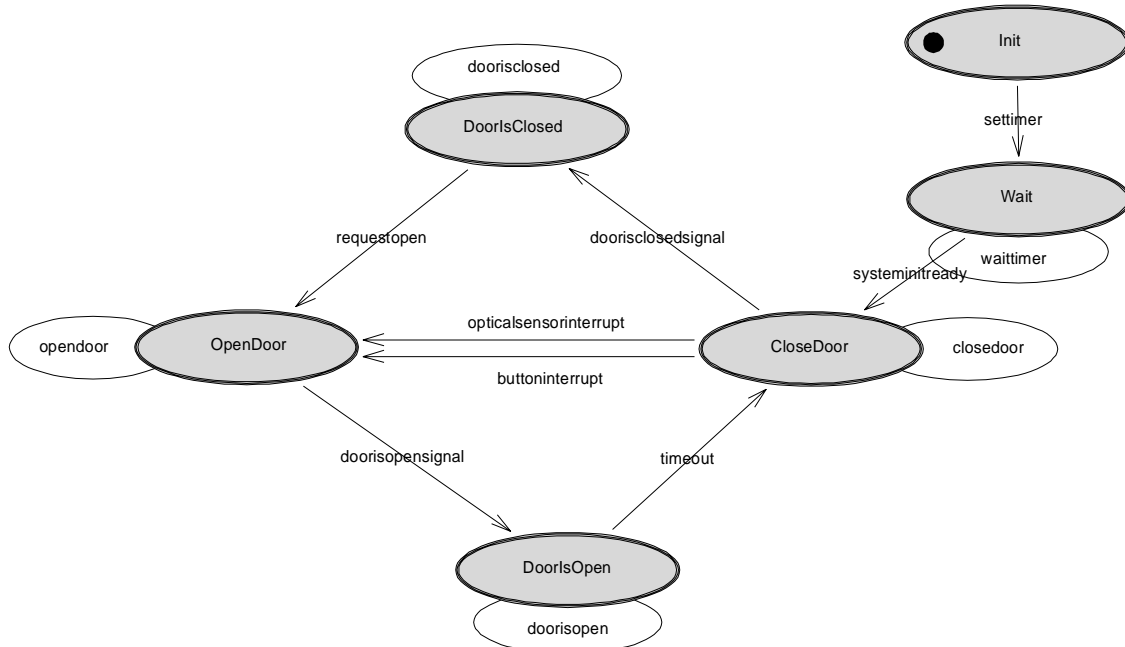 Init
doorisclosed
settimer
DoorIsClosed
Wait
requestopen
doorisclosedsignal
waittimer
systeminitready
opticalsensorinterrupt
opendoor
OpenDoor
CloseDoor
closedoor
buttoninterrupt
doorisopensignal
timeout
DoorIsOpen
doorisopen